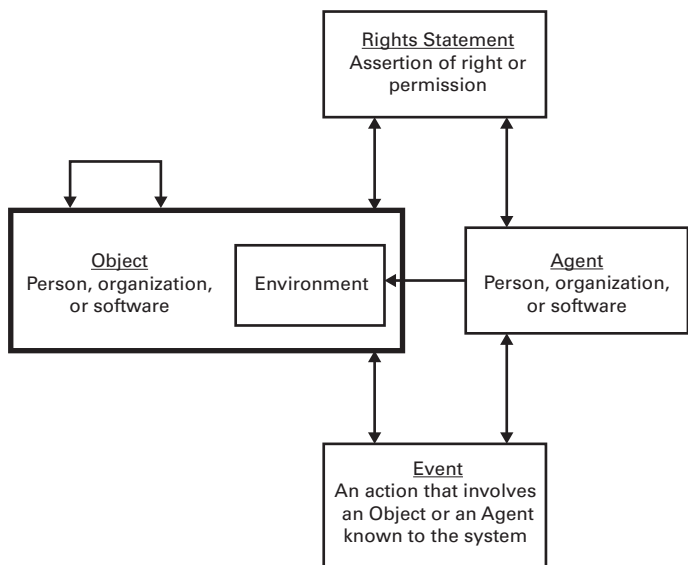 Rights Statement
Assertion of right or
permission
Object
Person, organization,
or software
Environment
Agent
Person, organization,
or software
Event
An action that involves
an Object or an Agent
known to the system